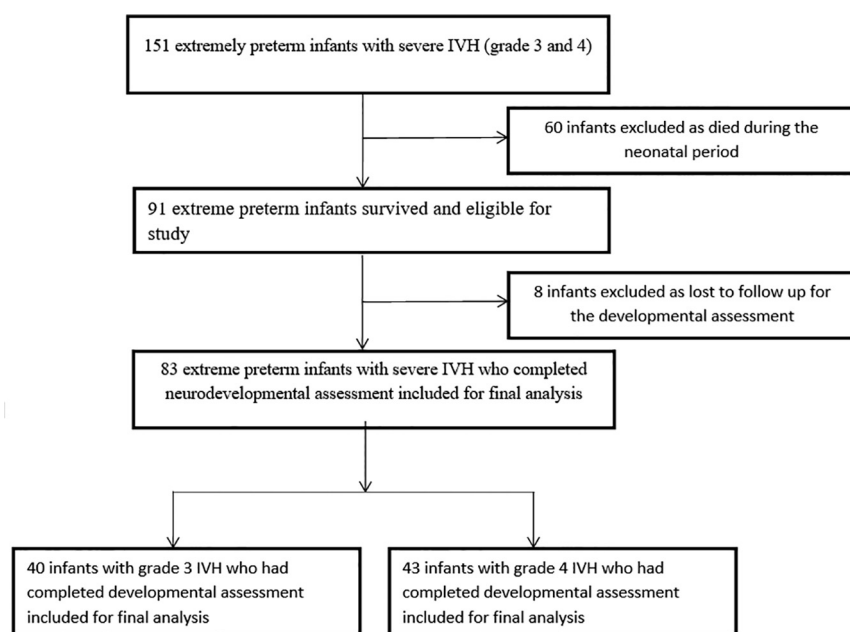 151 extremely preterm infants with severe IVH (grade 3 and 4)
60 infants excluded as died during the
neonatal period
91 extreme preterm infants survived and eligible for
study
8 infants excluded as lost to follow up for
the developmental assessment
83 extreme preterm infants with severe IVH who completed
neurodevelopmental assessment included for final analysis
40 infants with grade 3 IVH who had
completed developmental assessment
included for final analysis
43 infants with grade 4 IVH who had
completed developmental assessment
included for final analysis